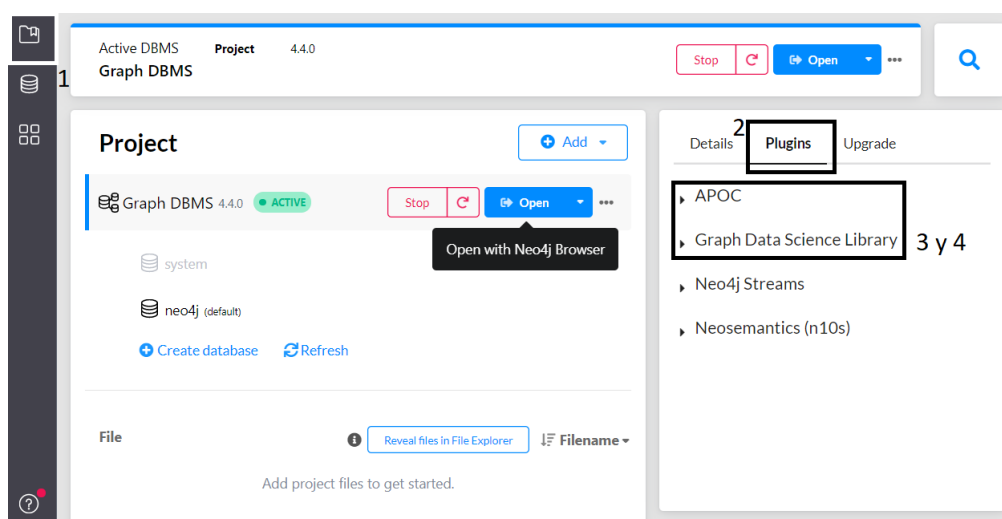 Active DBMS Project 4.4.0
Graph DBMS
Stop Open
1
Project
Add
Graph DBMS 4.4.0 ACTIVE Stop Open
Open with Neo4j Browser
system
neo4j (default)
Create database Refresh
File Reveal files in File Explorer Filename
Add project files to get started.
2
Details Plugins Upgrade
APOC
Graph Data Science Library
3 y 4
Neo4j Streams
Neosemantics (n10s)